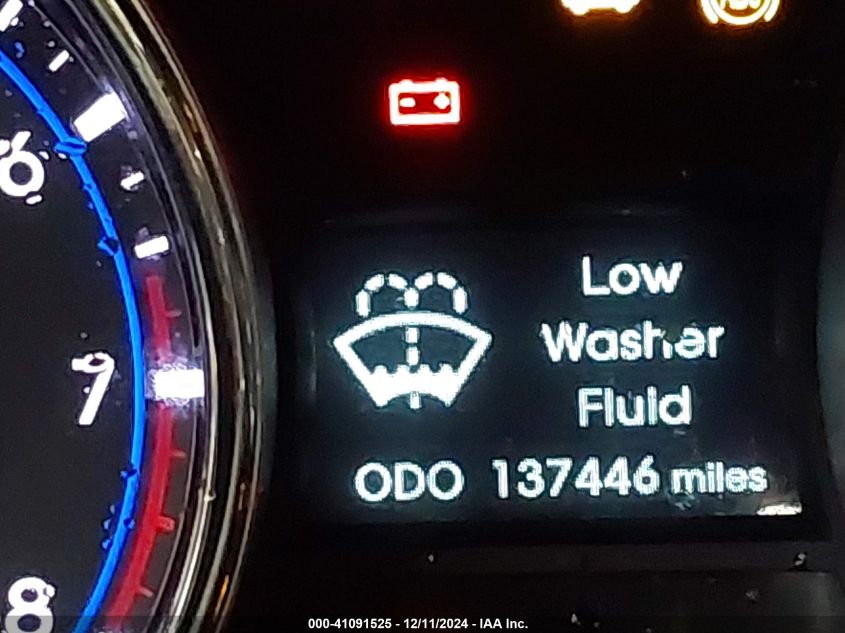 6
7
8
Low
Washer
Fluid
ODO 137446 miles
000-41091525 - 12/11/2024 - IAA Inc.